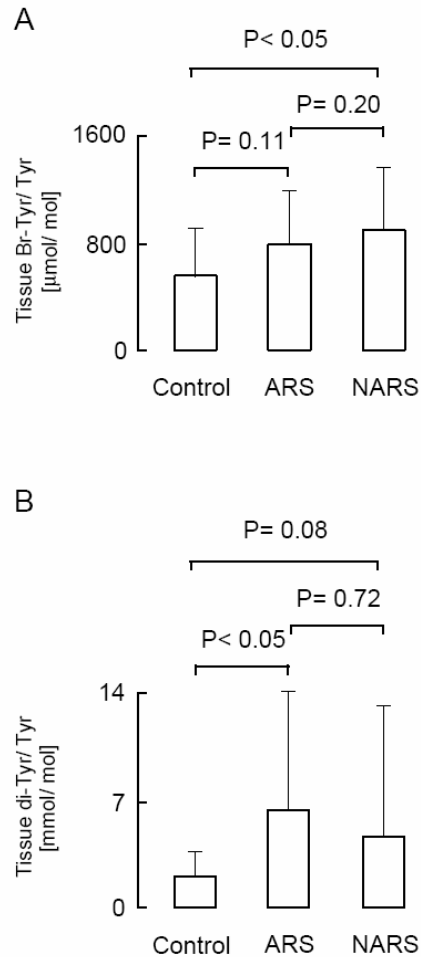 A
P< 0.05
P= 0.20
P= 0.11
Tissue Br-Tyr/ Tyr
[μmol/ mol]
1600
800
0
Control ARS NARS
B
P= 0.08
P= 0.72
P< 0.05
Tissue di-Tyr/ Tyr
[mmol/ mol]
14
7
0
Control ARS NARS